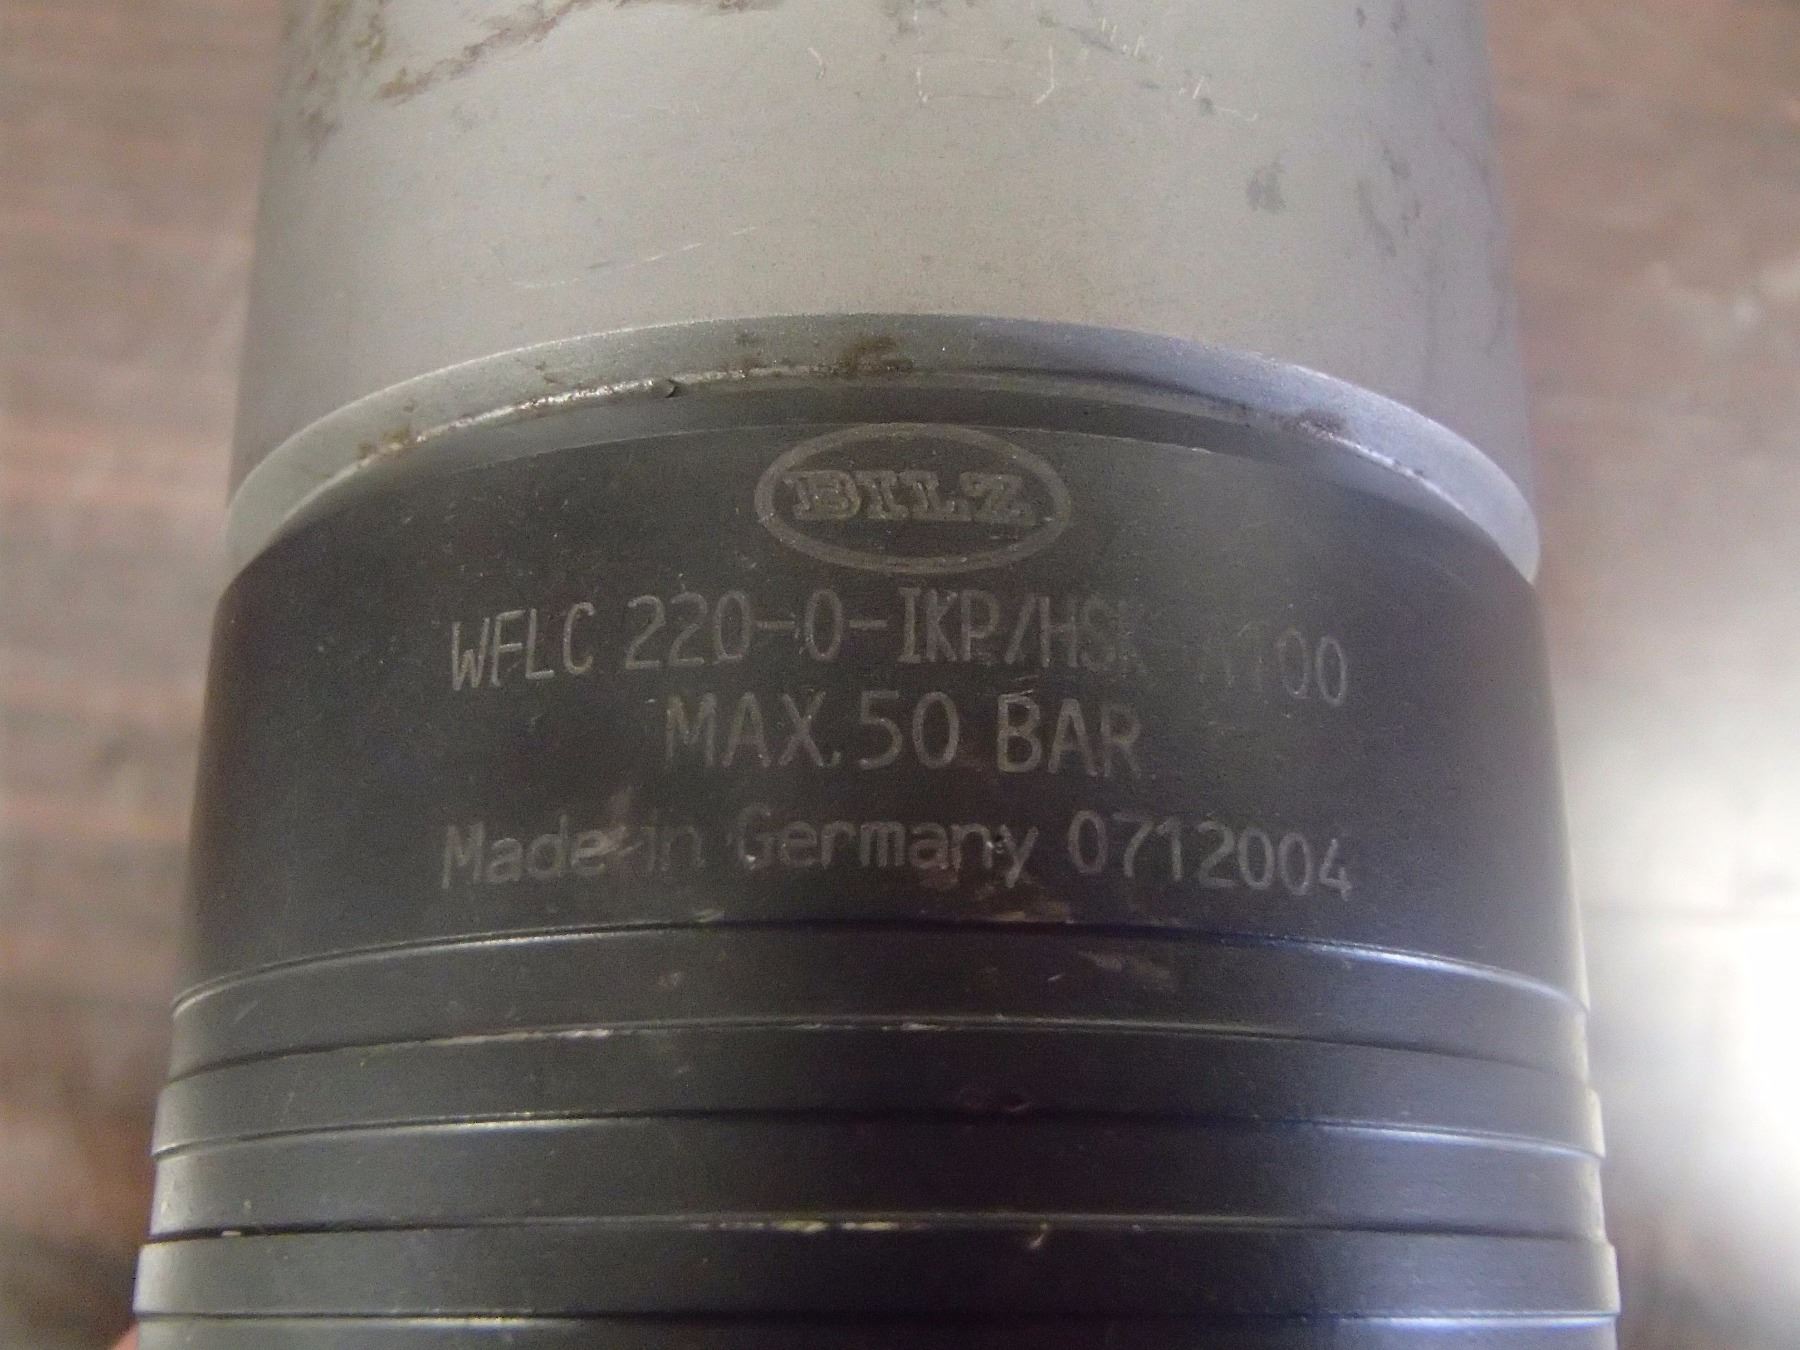 BILZ
WFLC 220-0-IKP/HSK
MAX.50 BAR
Made in Germany 0712004